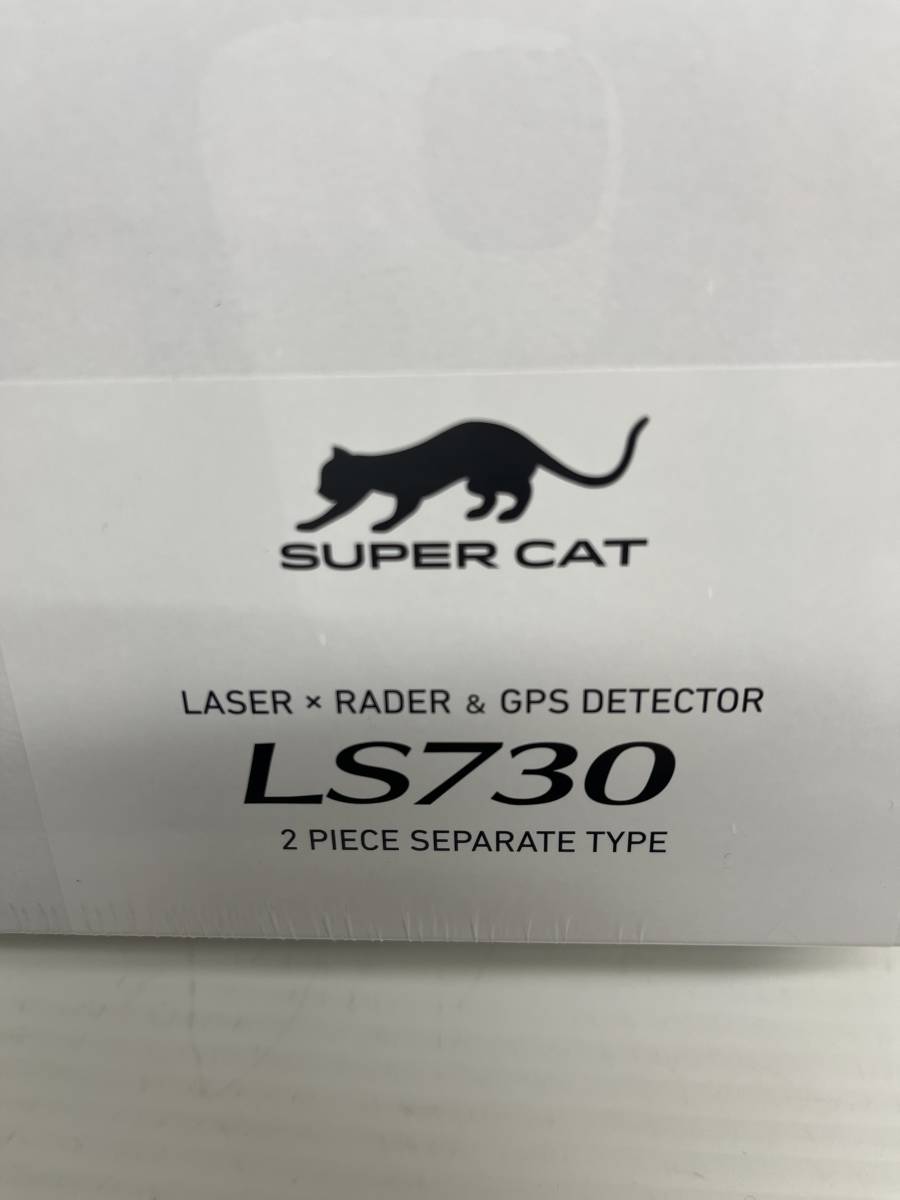 SUPER CAT
LASER × RADER & GPS DETECTOR
LS730
2 PIECE SEPARATE TYPE